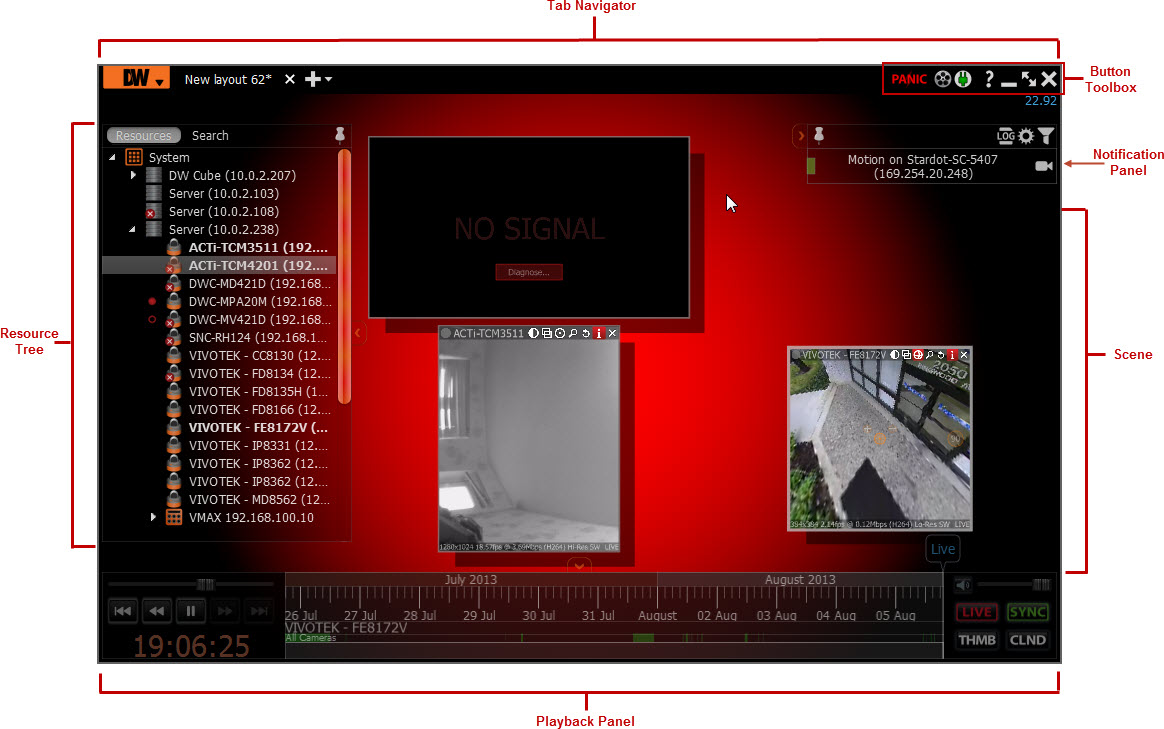 Tab Navigator
DW
New layout 62*
PANIC
?
Button
Toolbox
22.92
Resources
Search
System
DW Cube (10.0.2.207)
Server (10.0.2.103)
Server (10.0.2.108)
Server (10.0.2.238)
ACTi-TCM3511 (192....
ACTi-TCM4201 (192....
DWC-MD421D (192.168...
DWC-MPA20M (192.168...
DWC-MV421D (192.168...
SNC-RH124 (192.168.1...
VIVOTEK - CC8130 (12....
VIVOTEK - FD8134 (12....
VIVOTEK - FD8135H (1...
VIVOTEK - FD8166 (12....
VIVOTEK - FE8172V (...
VIVOTEK - IP8331 (12....
VIVOTEK - IP8362 (12....
VIVOTEK - IP8362 (12....
VIVOTEK - MD8562 (12...
VMAX 192.168.100.10
Resource
Tree
NO SIGNAL
Diagnose...
LOG
Motion on Stardot-SC-5407
(169.254.20.248)
Notification
Panel
Scene
ACTi-TCM3511
1280x1024 18.57fps @ 3.69Mbps (H264) Hi-Res SW LIVE
VIVOTEK - FE8172V
2050
90
384x384 2.14fps @ 0.12Mbps (H264) Lo-Res SW LIVE
Live
July 2013
August 2013
26 Jul 27 Jul 28 Jul 29 Jul 30 Jul 31 Jul August 02 Aug 03 Aug 04 Aug 05 Aug
VIVOTEK - FE8172V
All Cameras
19:06:25
LIVE SYNC
THMB CLND
Playback Panel